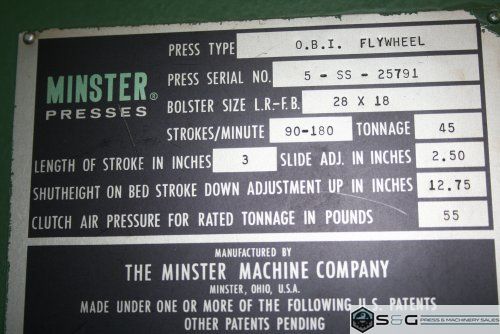 PRESS TYPE O.B.I. FLYWHEEL
MINSTER®
PRESSES
PRESS SERIAL NO. 5 - SS - 25791
BOLSTER SIZE L.R.-F.B. 28 X 18
STROKES/MINUTE 90-180 TONNAGE 45
LENGTH OF STROKE IN INCHES 3 SLIDE ADJ. IN INCHES 2.50
SHUTHEIGHT ON BED STROKE DOWN ADJUSTMENT UP IN INCHES 12.75
CLUTCH AIR PRESSURE FOR RATED TONNAGE IN POUNDS 55
MANUFACTURED BY
THE MINSTER MACHINE COMPANY
MINSTER, OHIO, U.S.A.
MADE UNDER ONE OR MORE OF THE FOLLOWING U.S. PATENTS
OTHER PATENTS PENDING
S&G PRESS & MACHINERY SALES